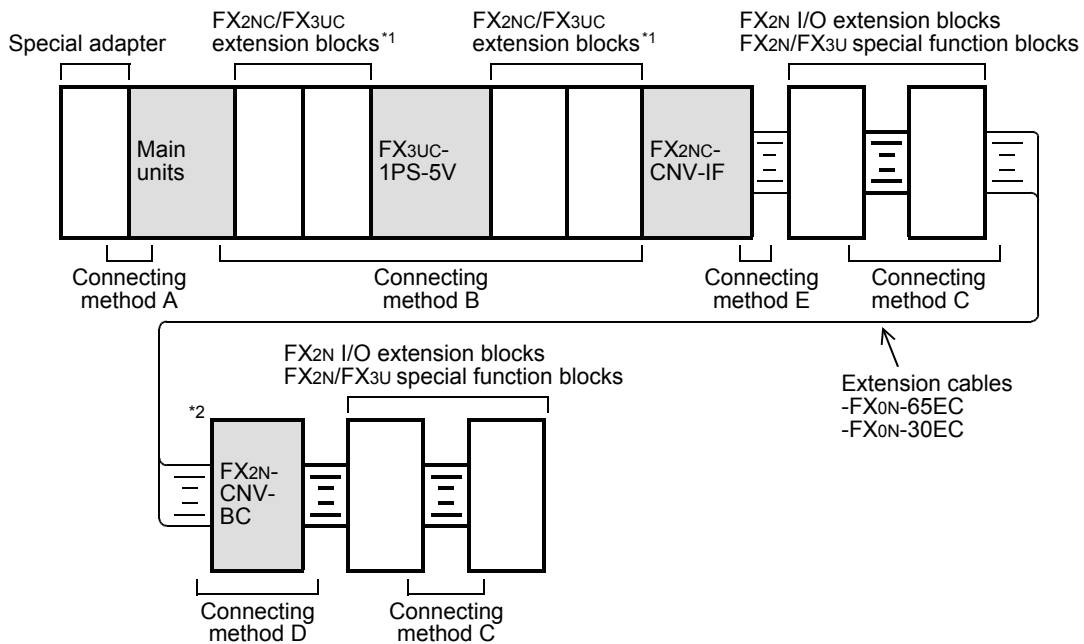 Special adapter
FX2NC/FX3UC
extension blocks*1
FX2NC/FX3UC
extension blocks*1
FX2N I/O extension blocks
FX2N/FX3U special function blocks
Main
units
FX3UC-
1PS-5V
FX2NC-
CNV-IF
Connecting
method A
Connecting
method B
Connecting
method E
Connecting
method C
FX2N I/O extension blocks
FX2N/FX3U special function blocks
Extension cables
-FX0N-65EC
-FX0N-30EC
*2
FX2N-
CNV-
BC
Connecting
method D
Connecting
method C